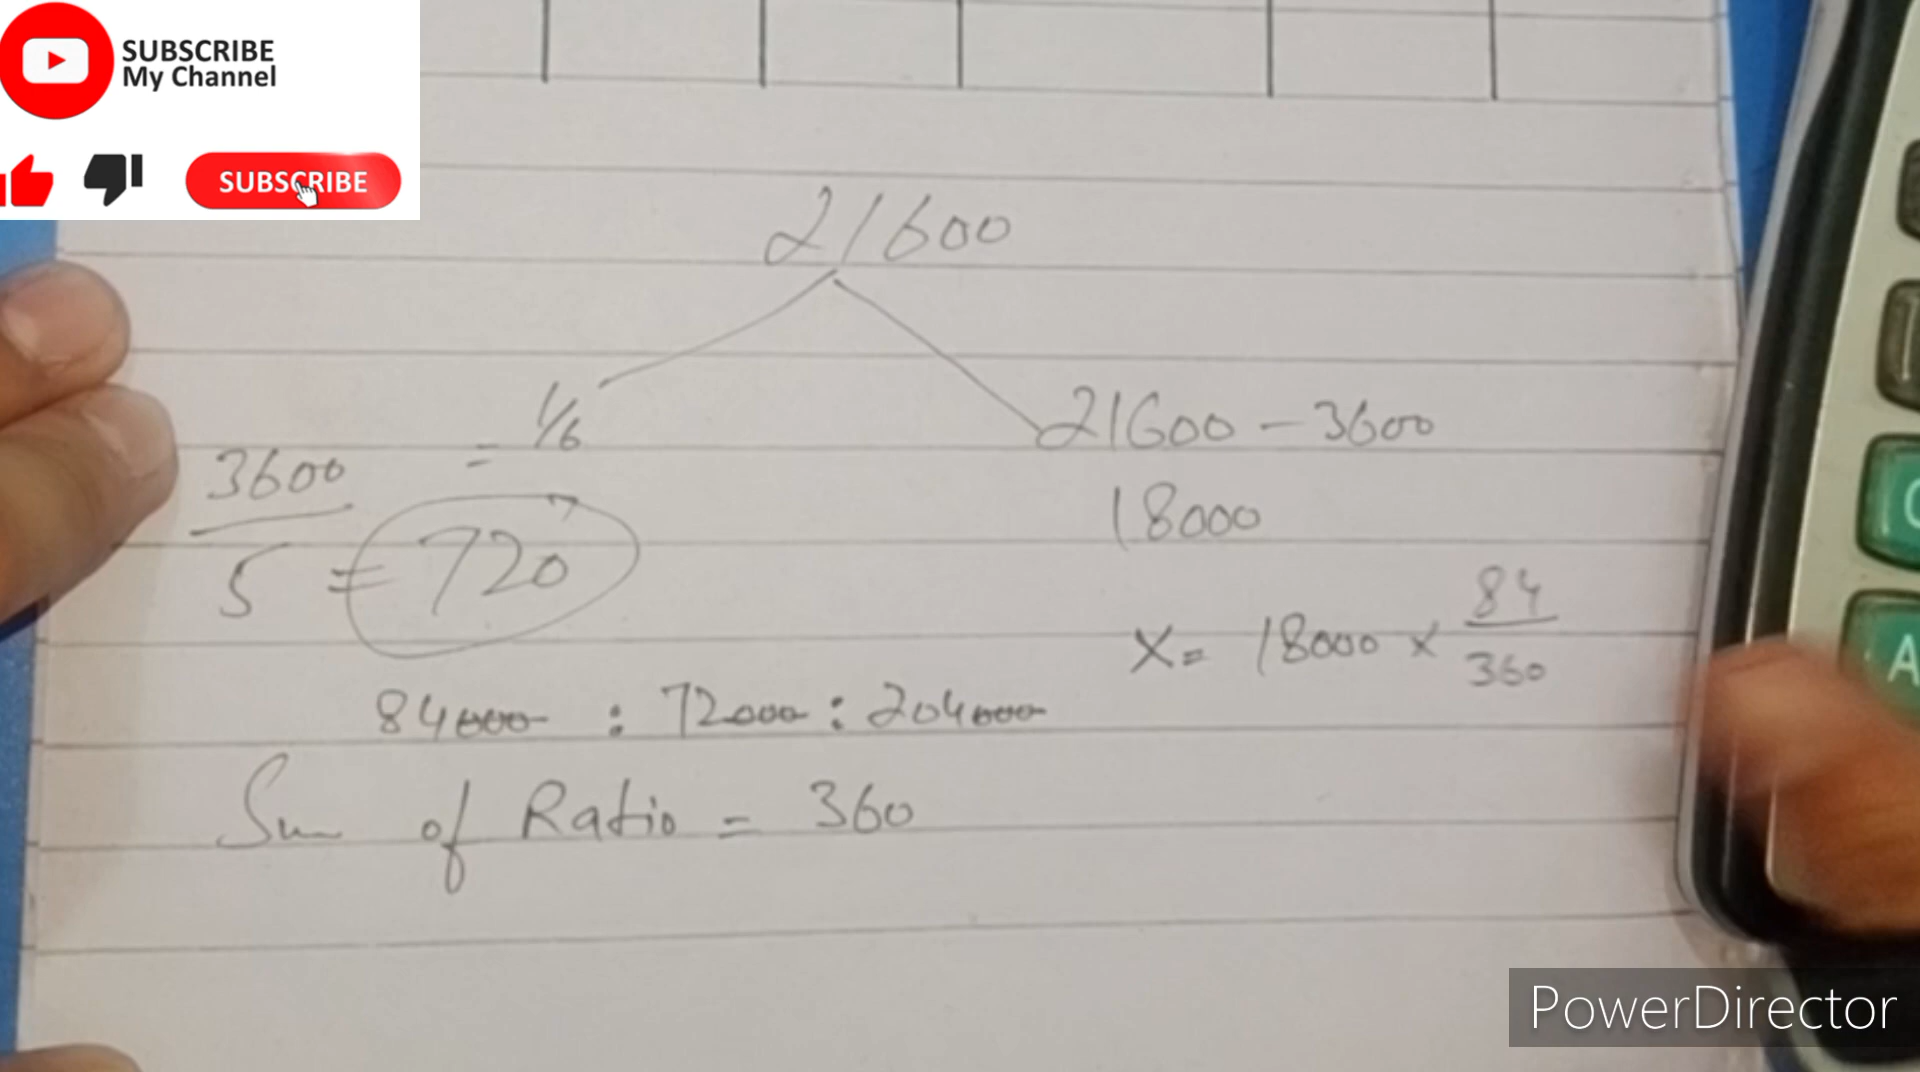 SUBSCRIBE
My Channel
SUBSCRIBE
21600
= 1/6
21600 - 3600
3600
18000
5 = 720
X = 18000 x 84
360
84000 : 72000 : 204000
Sum of Ratio = 360
C
A
PowerDirector